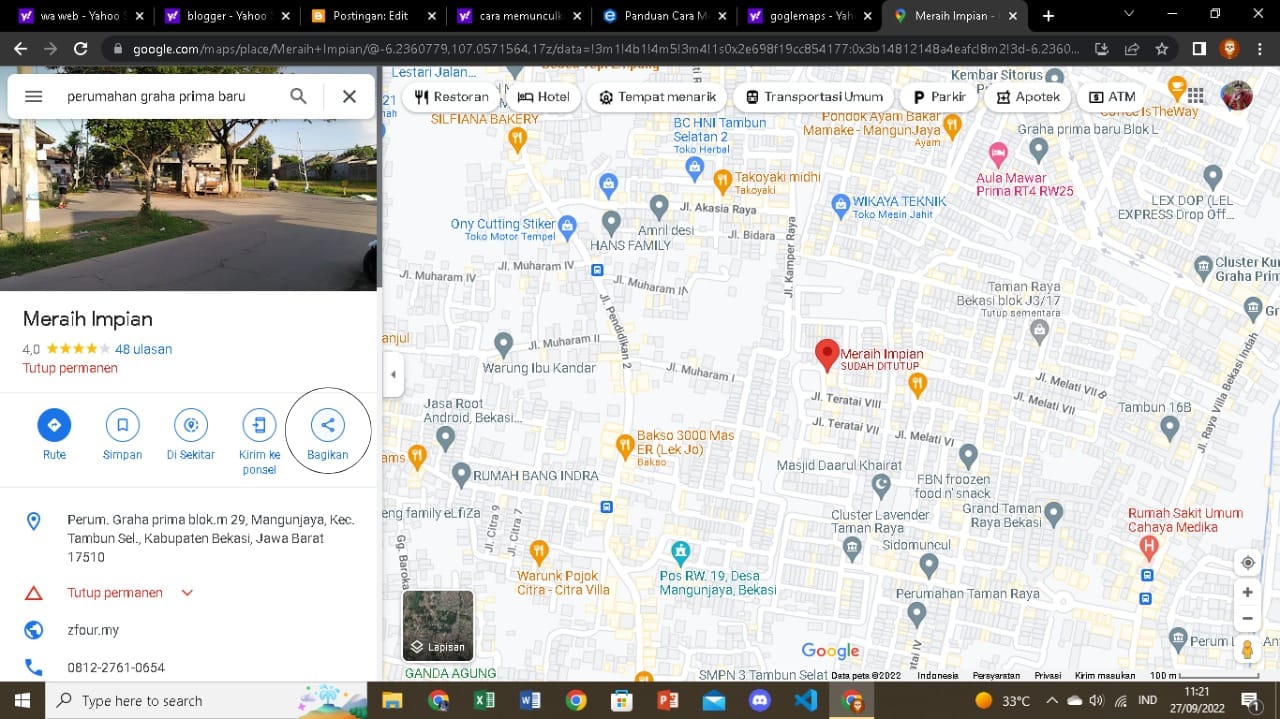 wa web - Yahoo S
blogger - Yahoo S
Postingan: Edit
cara memunculk
Panduan Cara M
goglemaps - Yah
Meraih Impian -
google.com/maps/place/Meraih+Impian/@-6.2360779,107.0571564,17z/data=!3m1!4b1!4m5!3m4!1s0x2e698f19cc854177:0x3b14812148a4eafc!8m2!3d-6.2360...
perumahan graha prima baru
Restoran
Hotel
Tempat menarik
Transportasi Umum
Parkir
Apotek
ATM
Meraih Impian
4,0
48 ulasan
Tutup permanen
Rute
Simpan
Di Sekitar
Kirim ke
ponsel
Bagikan
Perum. Graha prima blok.m 29, Mangunjaya, Kec.
Tambun Sel., Kabupaten Bekasi, Jawa Barat
17510
Tutup permanen
zfour.my
0812-2761-0654
Lestari Jalan...
Kembar Sitorus
SILFIANA BAKERY
BC HNI Tambun
Selatan 2
Toko Herbal
Pondok Ayam Bakar
Mamake - MangunJaya
Ayam
Graha prima baru Blok L
Takoyaki midhi
Takoyaki
Aula Mawar
Prima RT4 RW25
Jl. Akasia Raya
WIKAYA TEKNIK
Toko Mesin Jahit
LEX DOP (LEL
EXPRESS Drop Off...
Ony Cutting Stiker
Toko Motor Tempel
Amril desi
Jl. Bidara
HANS FAMILY
Jl. Kamper Raya
Cluster Kur
Graha Prim
Jl. Muharam IV
Jl. Muharam IV
Jl. Muharam IV
Taman Raya
Bekasi blok J3/17
Tutup sementara
Jl. Pendidikan 2
anjul
Jl. Muharam II
Warung Ibu Kandar
Meraih Impian
SUDAH DITUTUP
Jl. Muharam I
Jl. Raya Villa Bekasi Indah
Jl. Melati VII B
Jl. Melati VII
Jl. Teratai VIII
Jasa Root
Android, Bekasi...
Tambun 16B
Jl. Teratai VII
Jl. Melati VI
Bakso 3000 Mas
ER (Lek Jo)
Bakso
ams
RUMAH BANG INDRA
Masjid Daarul Khairat
FBN froozen
food n' snack
eng family eLfiZa
Jl. Citra 9
Jl. Citra 7
Cluster Lavender
Taman Raya
Grand Taman
Raya Bekasi
Rumah Sakit Umum
Cahaya Medika
Gg. Baroka
Sidomuncul
Warunk Pojok
Citra - Citra Villa
Pos RW. 19, Desa
Mangunjaya, Bekasi
Perumahan Taman Raya
Lapisan
Google
Perum
GANDA AGUNG
SMPN 3 Tambun Selat
Data peta ©2022
Indonesia
Persyaratan
Privasi
Kirim masukan
100 m
Type here to search
33°C
IND
11:21
27/09/2022
1